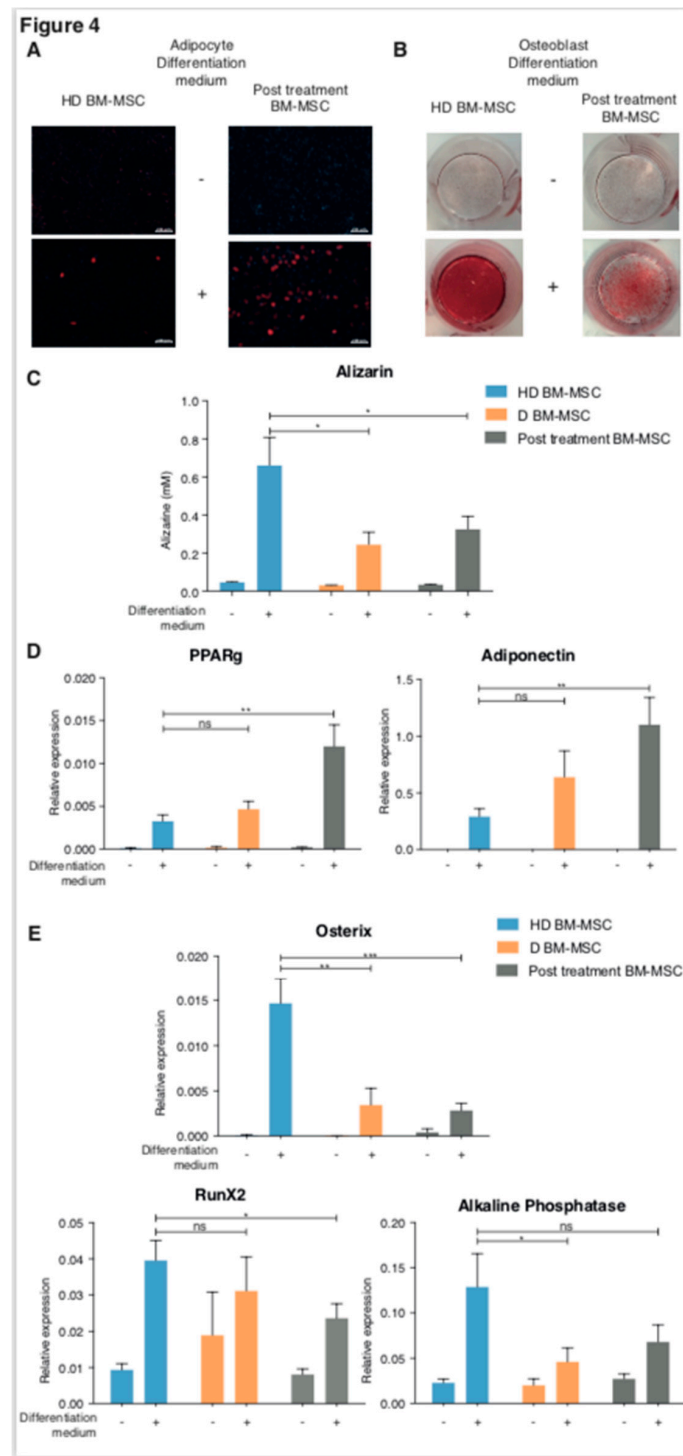 Figure 4
A
Adipocyte
Differentiation
medium
HD BM-MSC
Post treatment
BM-MSC
-
+
B
Osteoblast
Differentiation
medium
HD BM-MSC
Post treatment
BM-MSC
-
+
C
Alizarin
HD BM-MSC
D BM-MSC
Post treatment BM-MSC
Alizarine (mM)
1.0
0.8
0.6
0.4
0.2
0.0
*
*
Differentiation
medium
- + - + - +
D
PPARg
Relative expression
0.020
0.015
0.010
0.005
0.000
**
ns
Differentiation
medium
- + - + - +
Adiponectin
Relative expression
1.5
1.0
0.5
0.0
**
ns
- + - + - +
E
HD BM-MSC
D BM-MSC
Post treatment BM-MSC
Osterix
Relative expression
0.020
0.015
0.010
0.005
0.000
***
**
Differentiation
medium
- + - + - +
RunX2
Relative expression
0.05
0.04
0.03
0.02
0.01
0.00
*
ns
Differentiation
medium
- + - + - +
Alkaline Phosphatase
Relative expression
0.20
0.15
0.10
0.05
0.00
ns
*
- + - + - +